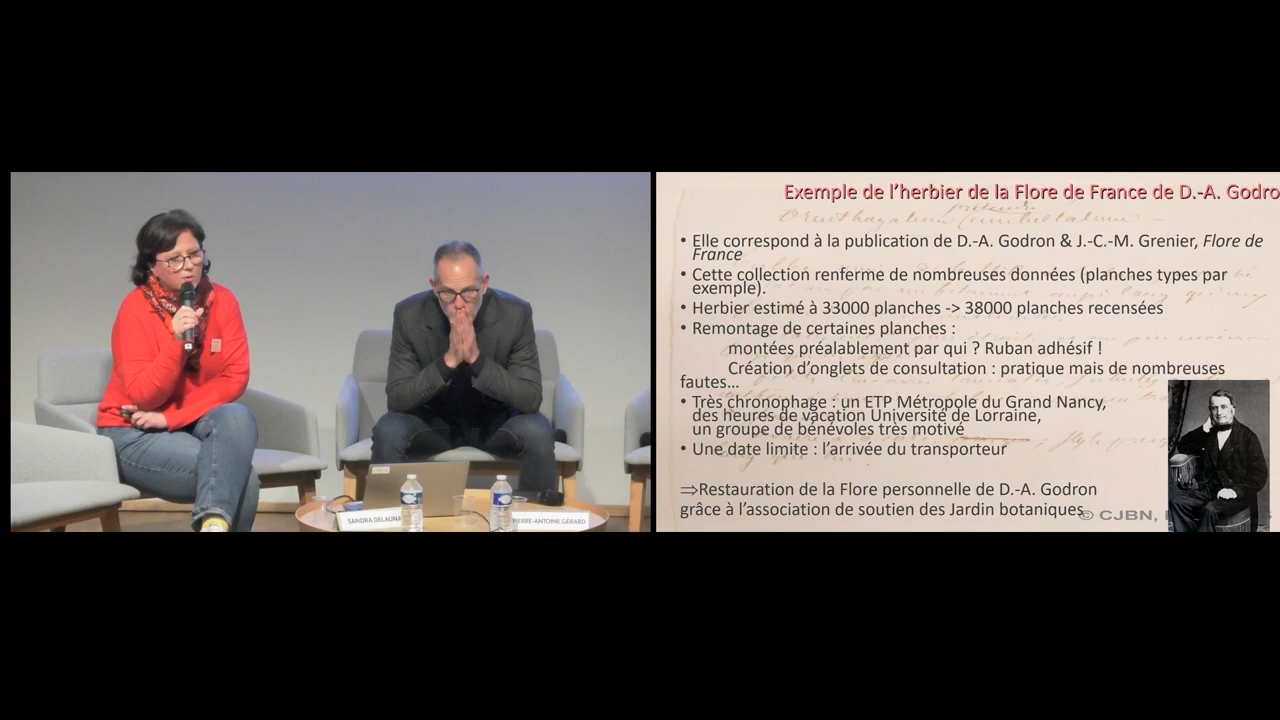 SANDRA DELAUNA
PIERRE-ANTOINE GÉRARD
Exemple de l'herbier de la Flore de France de D.-A. Godro
• Elle correspond à la publication de D.-A. Godron & J.-C.-M. Grenier, Flore de
France
• Cette collection renferme de nombreuses données (planches types par
exemple).
• Herbier estimé à 33000 planches -> 38000 planches recensées
• Remontage de certaines planches :
montées préalablement par qui ? Ruban adhésif !
Création d'onglets de consultation : pratique mais de nombreuses
fautes...
• Très chronophage : un ETP Métropole du Grand Nancy,
des heures de vacation Université de Lorraine,
un groupe de bénévoles très motivé
• Une date limite : l'arrivée du transporteur
⇒Restauration de la Flore personnelle de D.-A. Godron
grâce à l'association de soutien des Jardin botaniques
© CJBN,